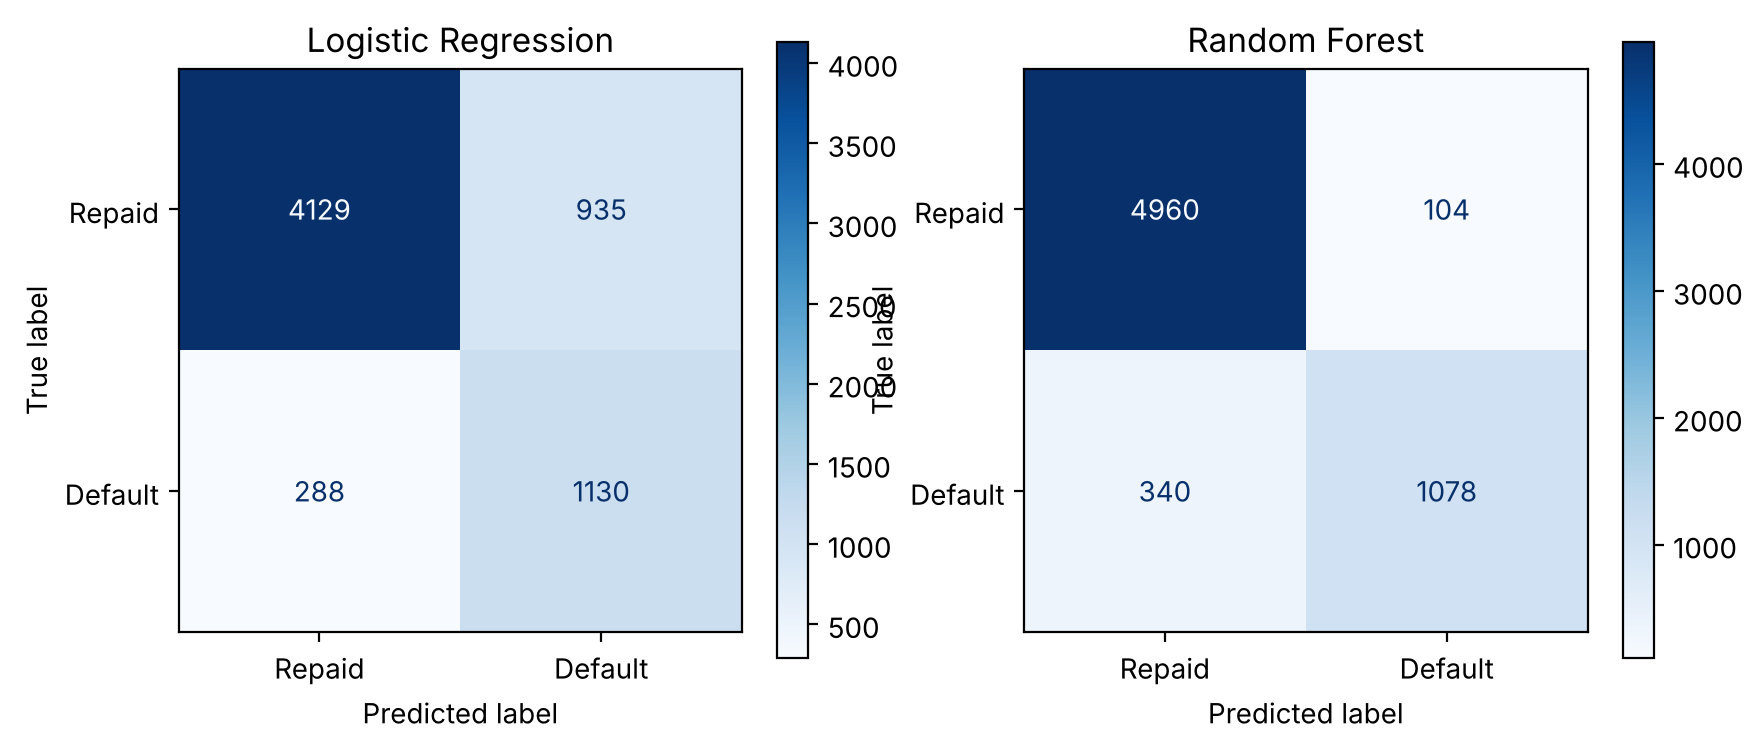 Logistic Regression
True label
Repaid
Default
4129
935
288
1130
Repaid
Default
Predicted label
4000
3500
3000
2500
2000
1500
1000
500
Random Forest
True label
Repaid
Default
4960
104
340
1078
Repaid
Default
Predicted label
4000
3000
2000
1000